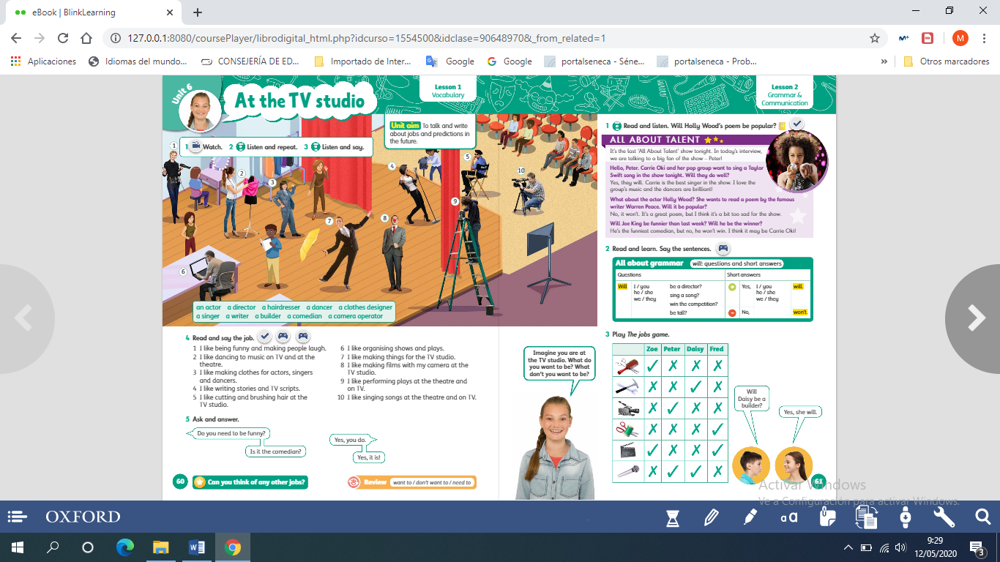 eBook | BlinkLearning
127.0.0.1:8080/coursePlayer/librodigital_html.php?idcurso=1554500&idclase=90648970&_from_related=1
M
Aplicaciones
Idiomas del mundo...
CONSEJERÍA DE ED...
Importado de Inter...
Google
Google
portalseneca - Séne...
portalseneca - Prob...
»
Otros marcadores
Unit 6
At the TV studio
Lesson 1
Vocabulary
Unit aim To talk and write
about jobs and predictions in
the future.
1 Watch. 2 Listen and repeat. 3 Listen and say.
1
2
3
4
5
6
7
8
9
10
an actor a director a hairdresser a dancer a clothes designer
a singer a writer a builder a comedian a camera operator
4 Read and say the job.
1 I like being funny and making people laugh.
2 I like dancing to music on TV and at the
theatre.
3 I like making clothes for actors, singers
and dancers.
4 I like writing stories and TV scripts.
5 I like cutting and brushing hair at the
TV studio.
6 I like organising shows and plays.
7 I like making things for the TV studio.
8 I like making films with my camera at the
TV studio.
9 I like performing plays at the theatre and
on TV.
10 I like singing songs at the theatre and on TV.
5 Ask and answer.
Do you need to be funny?
Is it the comedian?
Yes, you do.
Yes, it is!
60
Can you think of any other jobs?
Review want to / don't want to / need to
Imagine you are at
the TV studio. What do
you want to be? What
don't you want to be?
Lesson 2
Grammar &
Communication
1 Read and listen. Will Holly Wood's poem be popular?
ALL ABOUT TALENT
It's the last 'All About Talent' show tonight. In today's interview,
we are talking to a big fan of the show – Peter!
Hello, Peter. Carrie Oki and her pop group want to sing a Taylor
Swift song in the show tonight. Will they do well?
Yes, they will. Carrie is the best singer in the show. I love the
group's music and the dancers are brilliant!
What about the actor Holly Wood? She wants to read a poem by the famous
writer Warren Peace. Will it be popular?
No, it won't. It's a great poem, but I think it's a bit too sad for the show.
Will Joe King be funnier than last week? Will he be the winner?
He's the funniest comedian, but no, he won't win. I think it may be Carrie Oki!
2 Read and learn. Say the sentences.
All about grammar will: questions and short answers
Questions Short answers
Will I / you be a director? Yes, I / you will.
he / she sing a song? he / she
we / they win the competition? we / they
be tall? No, won't.
3 Play The jobs game.
Zoe Peter Daisy Fred
✓ ✗ ✗ ✗
✗ ✗ ✓ ✗
✗ ✓ ✗ ✗
✗ ✗ ✗ ✓
✓ ✗ ✗ ✓
✗ ✓ ✓ ✗
Will
Daisy be a
builder?
Yes, she will.
61
Activar Windows
Ve a Configuración para activar Windows.
OXFORD
a a
9:29
12/05/2020
3